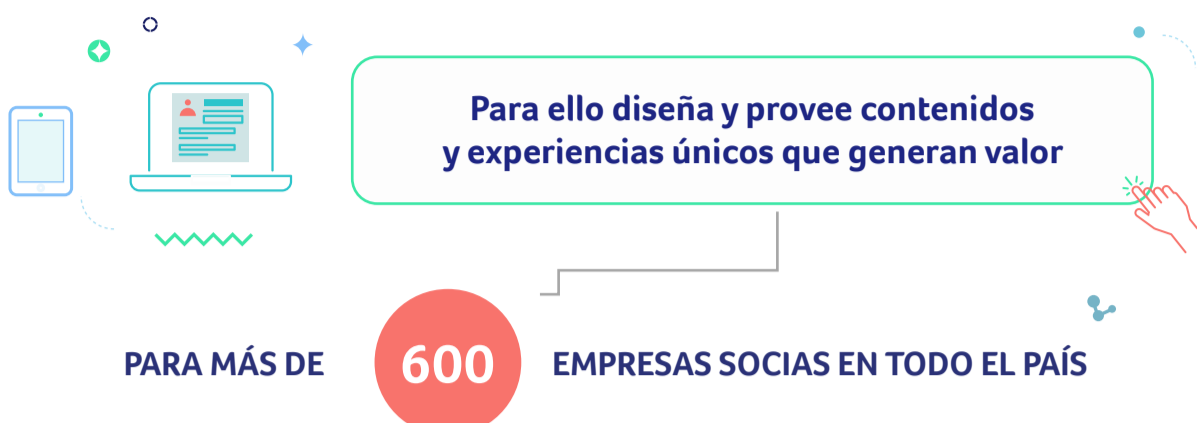 Para ello diseña y provee contenidos
y experiencias únicos que generan valor
PARA MÁS DE 600 EMPRESAS SOCIAS EN TODO EL PAÍS